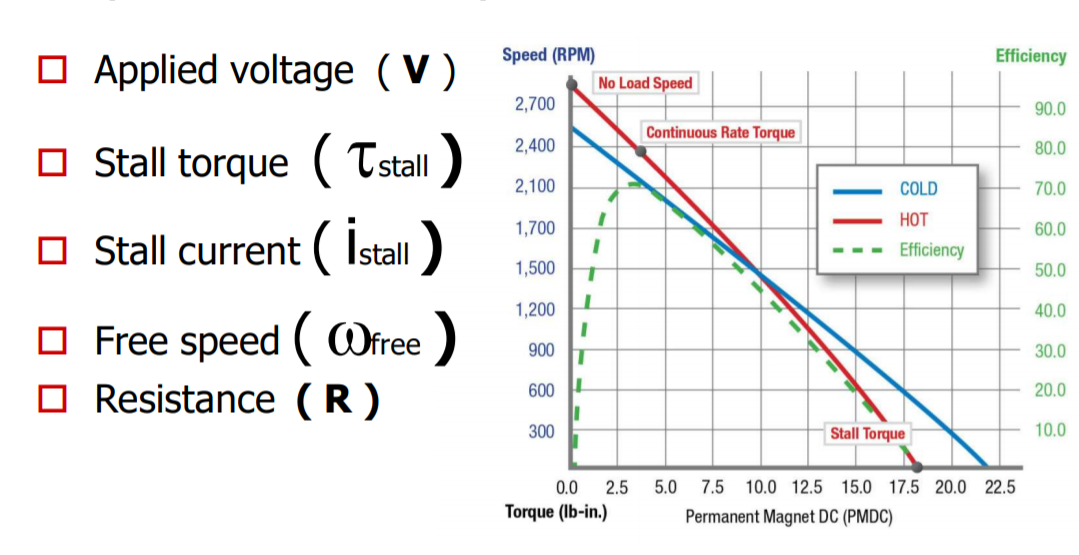 Applied voltage ( V )
Stall torque ( τstall )
Stall current ( istall )
Free speed ( ωfree )
Resistance ( R )
Speed (RPM)
Efficiency
No Load Speed
Continuous Rate Torque
2,700
2,400
2,100
1,700
1,500
1,200
900
600
300
90.0
80.0
70.0
60.0
50.0
40.0
30.0
20.0
10.0
COLD
HOT
Efficiency
Stall Torque
0.0 2.5 5.0 7.5 10.0 12.5 15.0 17.5 20.0 22.5
Torque (lb-in.)
Permanent Magnet DC (PMDC)